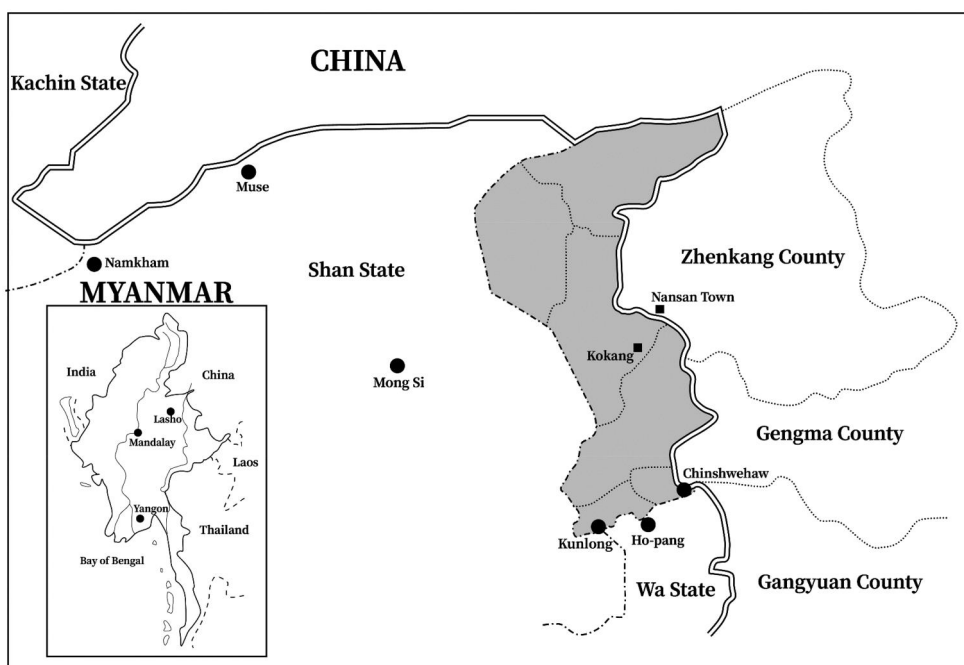 CHINA
Kachin State
Muse
Namkham
Shan State
Zhenkang County
MYANMAR
Nansan Town
Kokang
Mong Si
India
China
Lasho
Mandalay
Laos
Yangon
Thailand
Bay of Bengal
Gengma County
Chinshwehaw
Kunlong
Ho-pang
Wa State
Gangyuan County